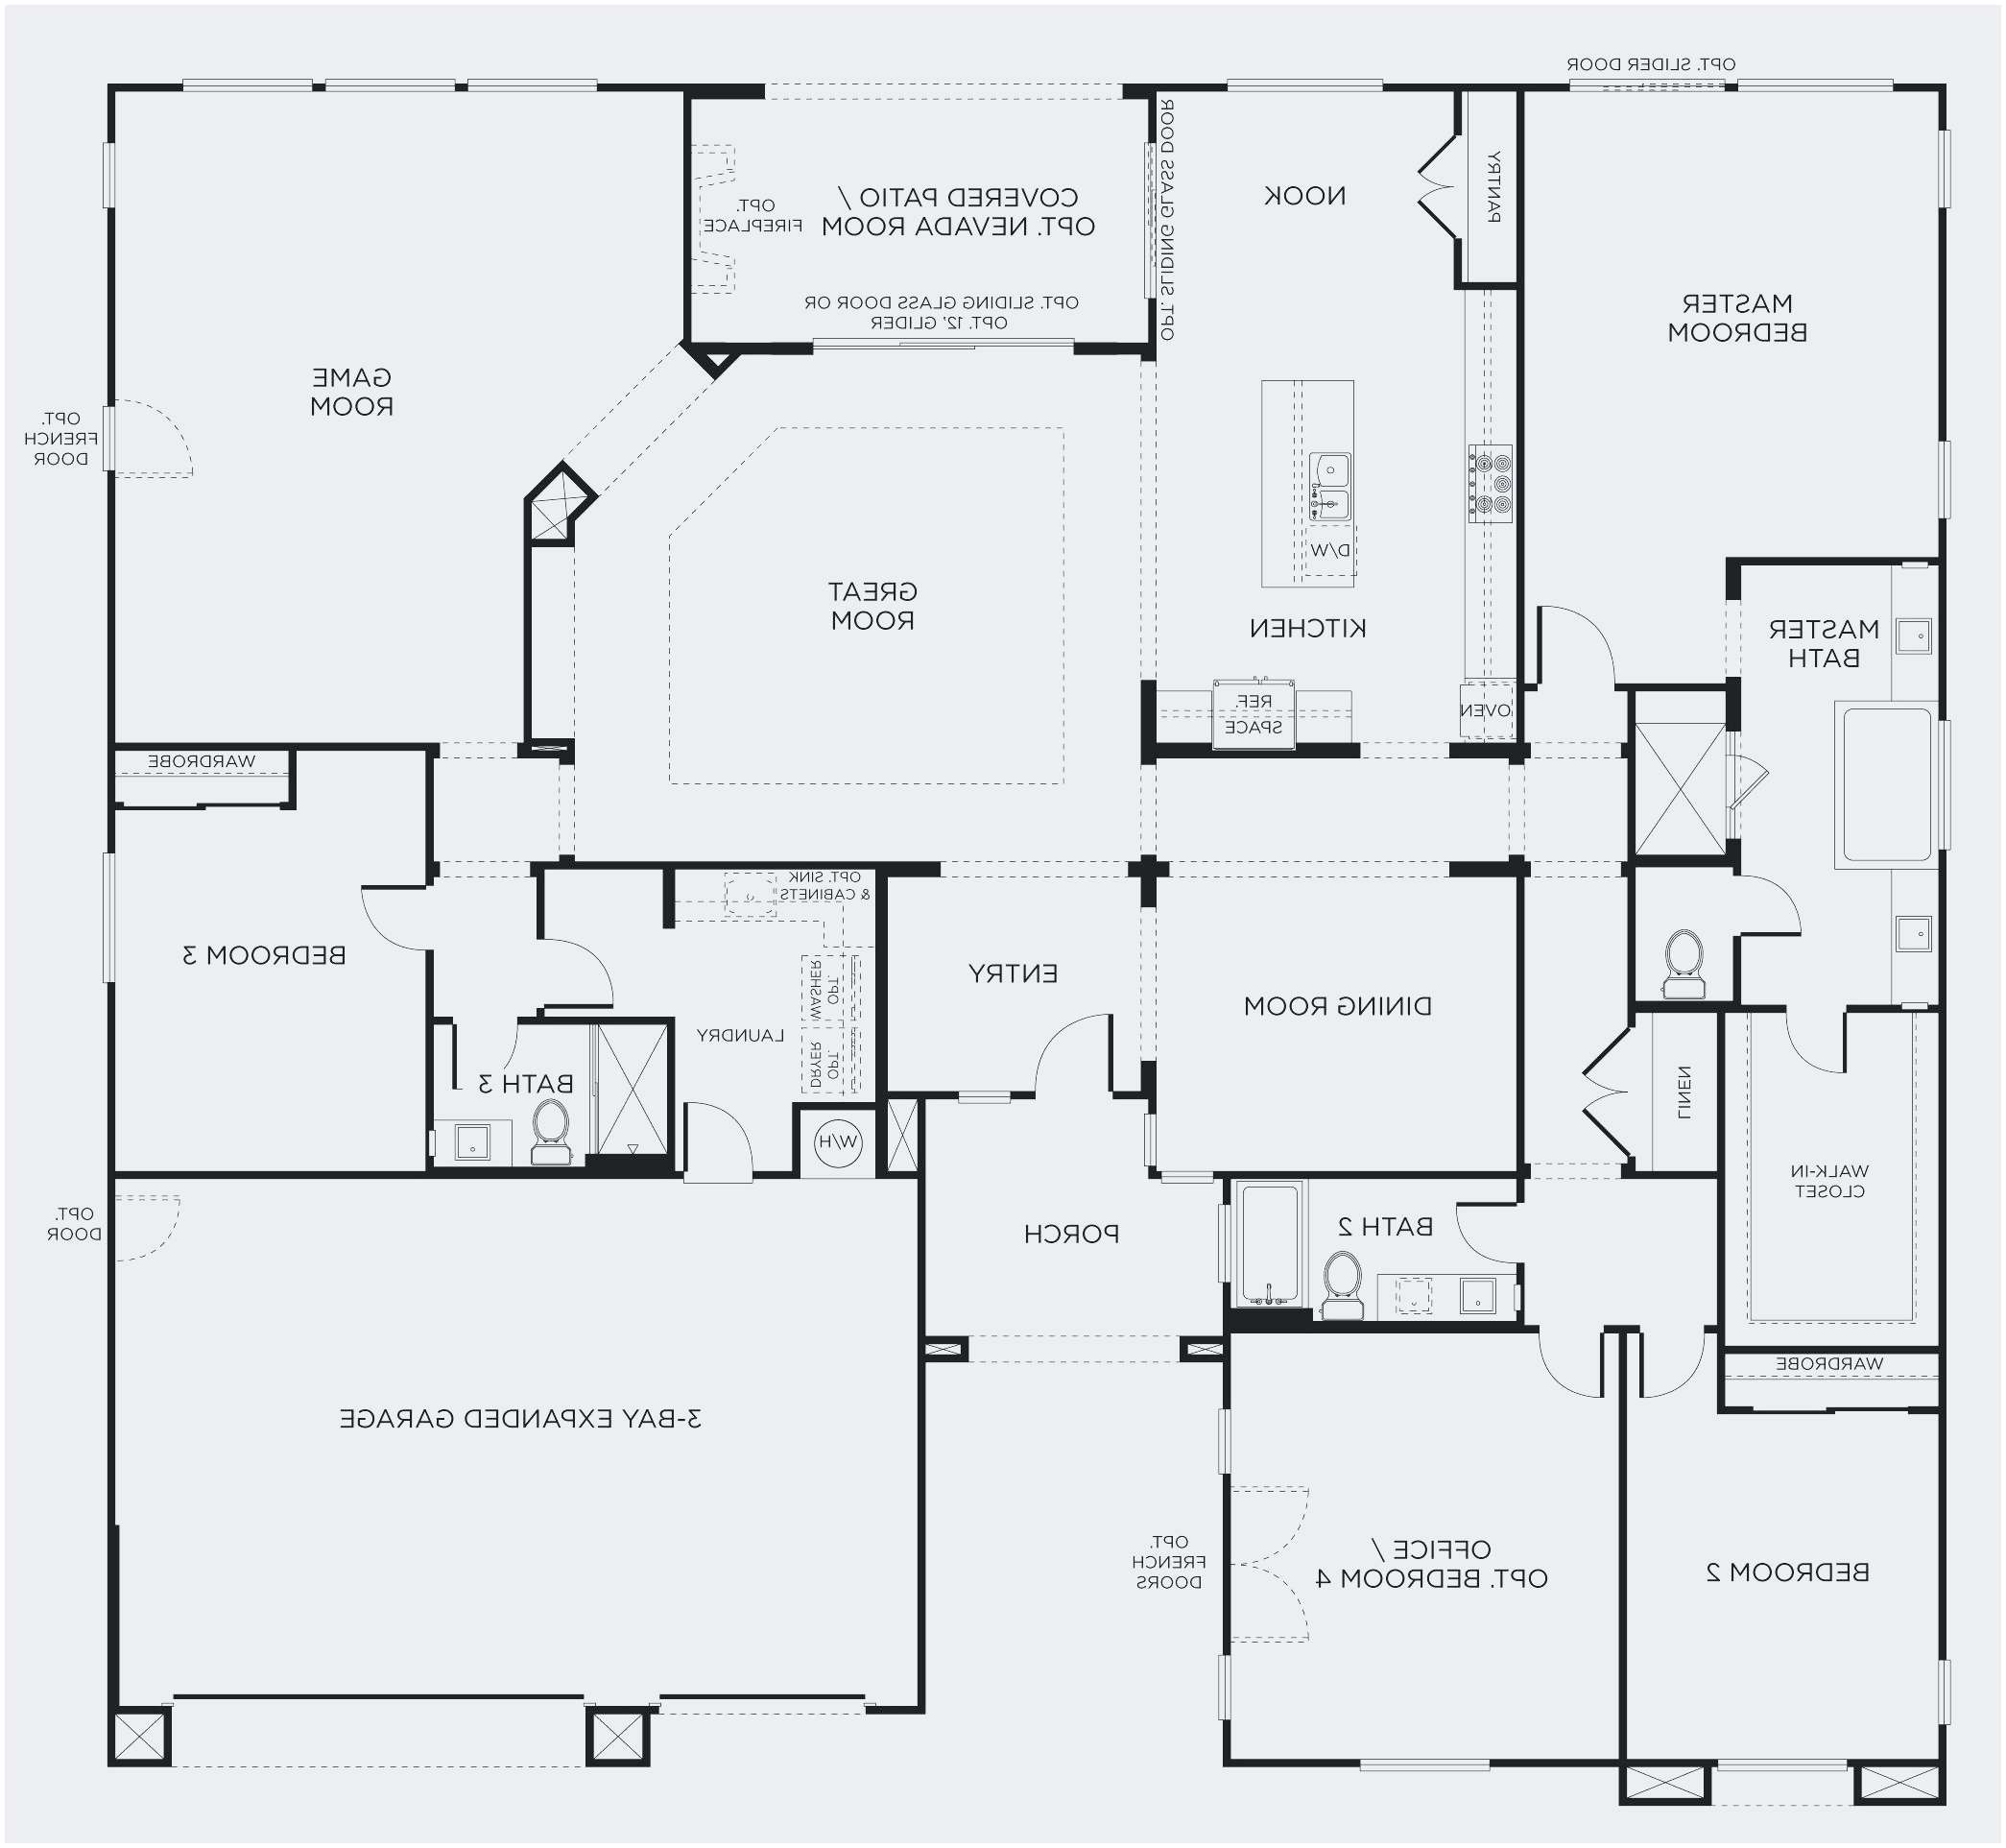 OPT. SLIDER DOOR
COVERED PATIO /
OPT. NEVADA ROOM
OPT.
FIREPLACE
OPT. SLIDING GLASS DOOR OR
OPT. 12' GLIDER
OPT. SLIDING GLASS DOOR
NOOK
PANTRY
MASTER
BEDROOM
GAME
ROOM
OPT.
FRENCH
DOOR
D/W
GREAT
ROOM
KITCHEN
MASTER
BATH
REF.
SPACE
OVEN
WARDROBE
OPT. SINK
& CABINETS
BEDROOM 3
ENTRY
DINING ROOM
WASHER
OPT.
DRYER
OPT.
LAUNDRY
BATH 3
W/H
LINEN
WALK-IN
CLOSET
OPT.
DOOR
PORCH
BATH 2
WARDROBE
3-BAY EXPANDED GARAGE
OPT.
FRENCH
DOORS
OFFICE /
OPT. BEDROOM 4
BEDROOM 2